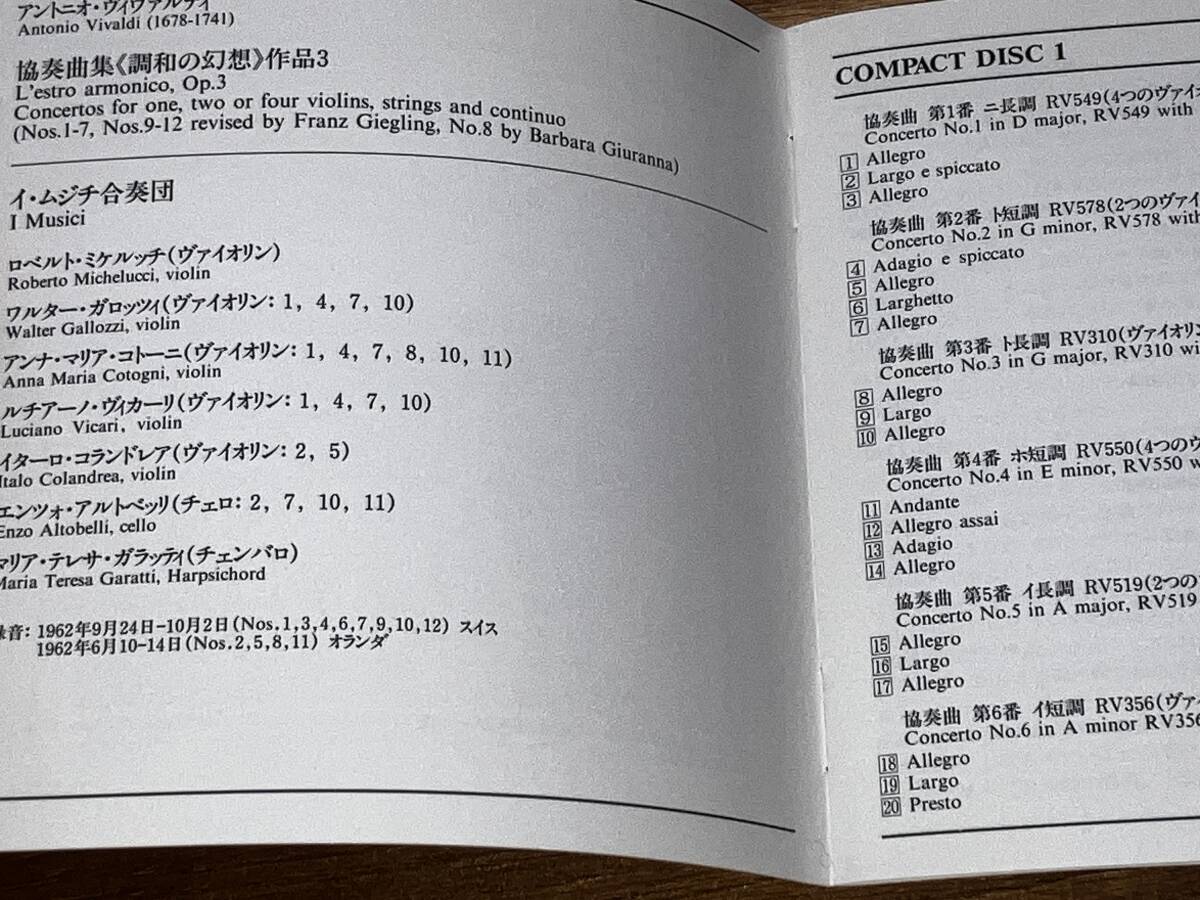 アントニオ・ヴィヴァルディ
Antonio Vivaldi (1678-1741)
協奏曲集《調和の幻想》作品3
L'estro armonico, Op.3
Concertos for one, two or four violins, strings and continuo
(Nos.1-7, Nos.9-12 revised by Franz Giegling, No.8 by Barbara Giuranna)
イ・ムジチ合奏団
I Musici
ロベルト・ミケルッチ(ヴァイオリン)
Roberto Michelucci, violin
ワルター・ガロッツィ(ヴァイオリン: 1, 4, 7, 10)
Walter Gallozzi, violin
アンナ・マリア・コトーニ(ヴァイオリン: 1, 4, 7, 8, 10, 11)
Anna Maria Cotogni, violin
ルチアーノ・ヴィカーリ(ヴァイオリン: 1, 4, 7, 10)
Luciano Vicari, violin
イターロ・コランドレア(ヴァイオリン: 2, 5)
Italo Colandrea, violin
エンツォ・アルトベッリ(チェロ: 2, 7, 10, 11)
Enzo Altobelli, cello
マリア・テレサ・ガラッティ(チェンバロ)
Maria Teresa Garatti, Harpsichord
録音: 1962年9月24日-10月2日(Nos.1,3,4,6,7,9,10,12) スイス
1962年6月10-14日(Nos.2,5,8,11) オランダ
COMPACT DISC 1
協奏曲 第1番 ニ長調 RV549(4つのヴァイオ
Concerto No.1 in D major, RV549 with
1 Allegro
2 Largo e spiccato
3 Allegro
協奏曲 第2番 ト短調 RV578(2つのヴァイ
Concerto No.2 in G minor, RV578 with
4 Adagio e spiccato
5 Allegro
6 Larghetto
7 Allegro
協奏曲 第3番 ト長調 RV310(ヴァイオリン
Concerto No.3 in G major, RV310 wi
8 Allegro
9 Largo
10 Allegro
協奏曲 第4番 ホ短調 RV550(4つのヴ
Concerto No.4 in E minor, RV550 w
11 Andante
12 Allegro assai
13 Adagio
14 Allegro
協奏曲 第5番 イ長調 RV519(2つの
Concerto No.5 in A major, RV519
15 Allegro
16 Largo
17 Allegro
協奏曲 第6番 イ短調 RV356(ヴァ
Concerto No.6 in A minor RV356
18 Allegro
19 Largo
20 Presto